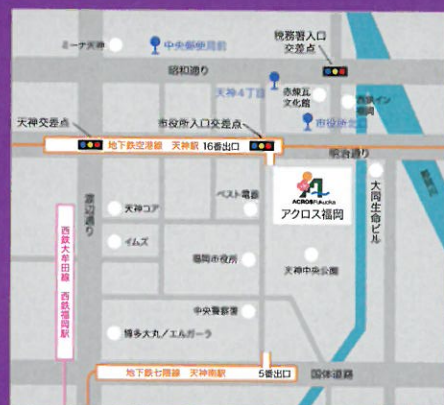 ミーナ天神
中央郵便局前
税務署入口
交差点
昭和通り
天神4丁目
赤煉瓦
文化館
西鉄イン
福岡
市役所北口
天神交差点
市役所入口交差点
地下鉄空港線 天神駅 16番出口
明治通り
渡辺通り
ベスト電器
ACROS Fukuoka
アクロス福岡
大同生命ビル
天神コア
イムズ
福岡市役所
天神中央公園
西鉄大牟田線 西鉄福岡駅
中央警察署
博多大丸/エルガーラ
地下鉄七隈線 天神南駅 5番出口
国体道路